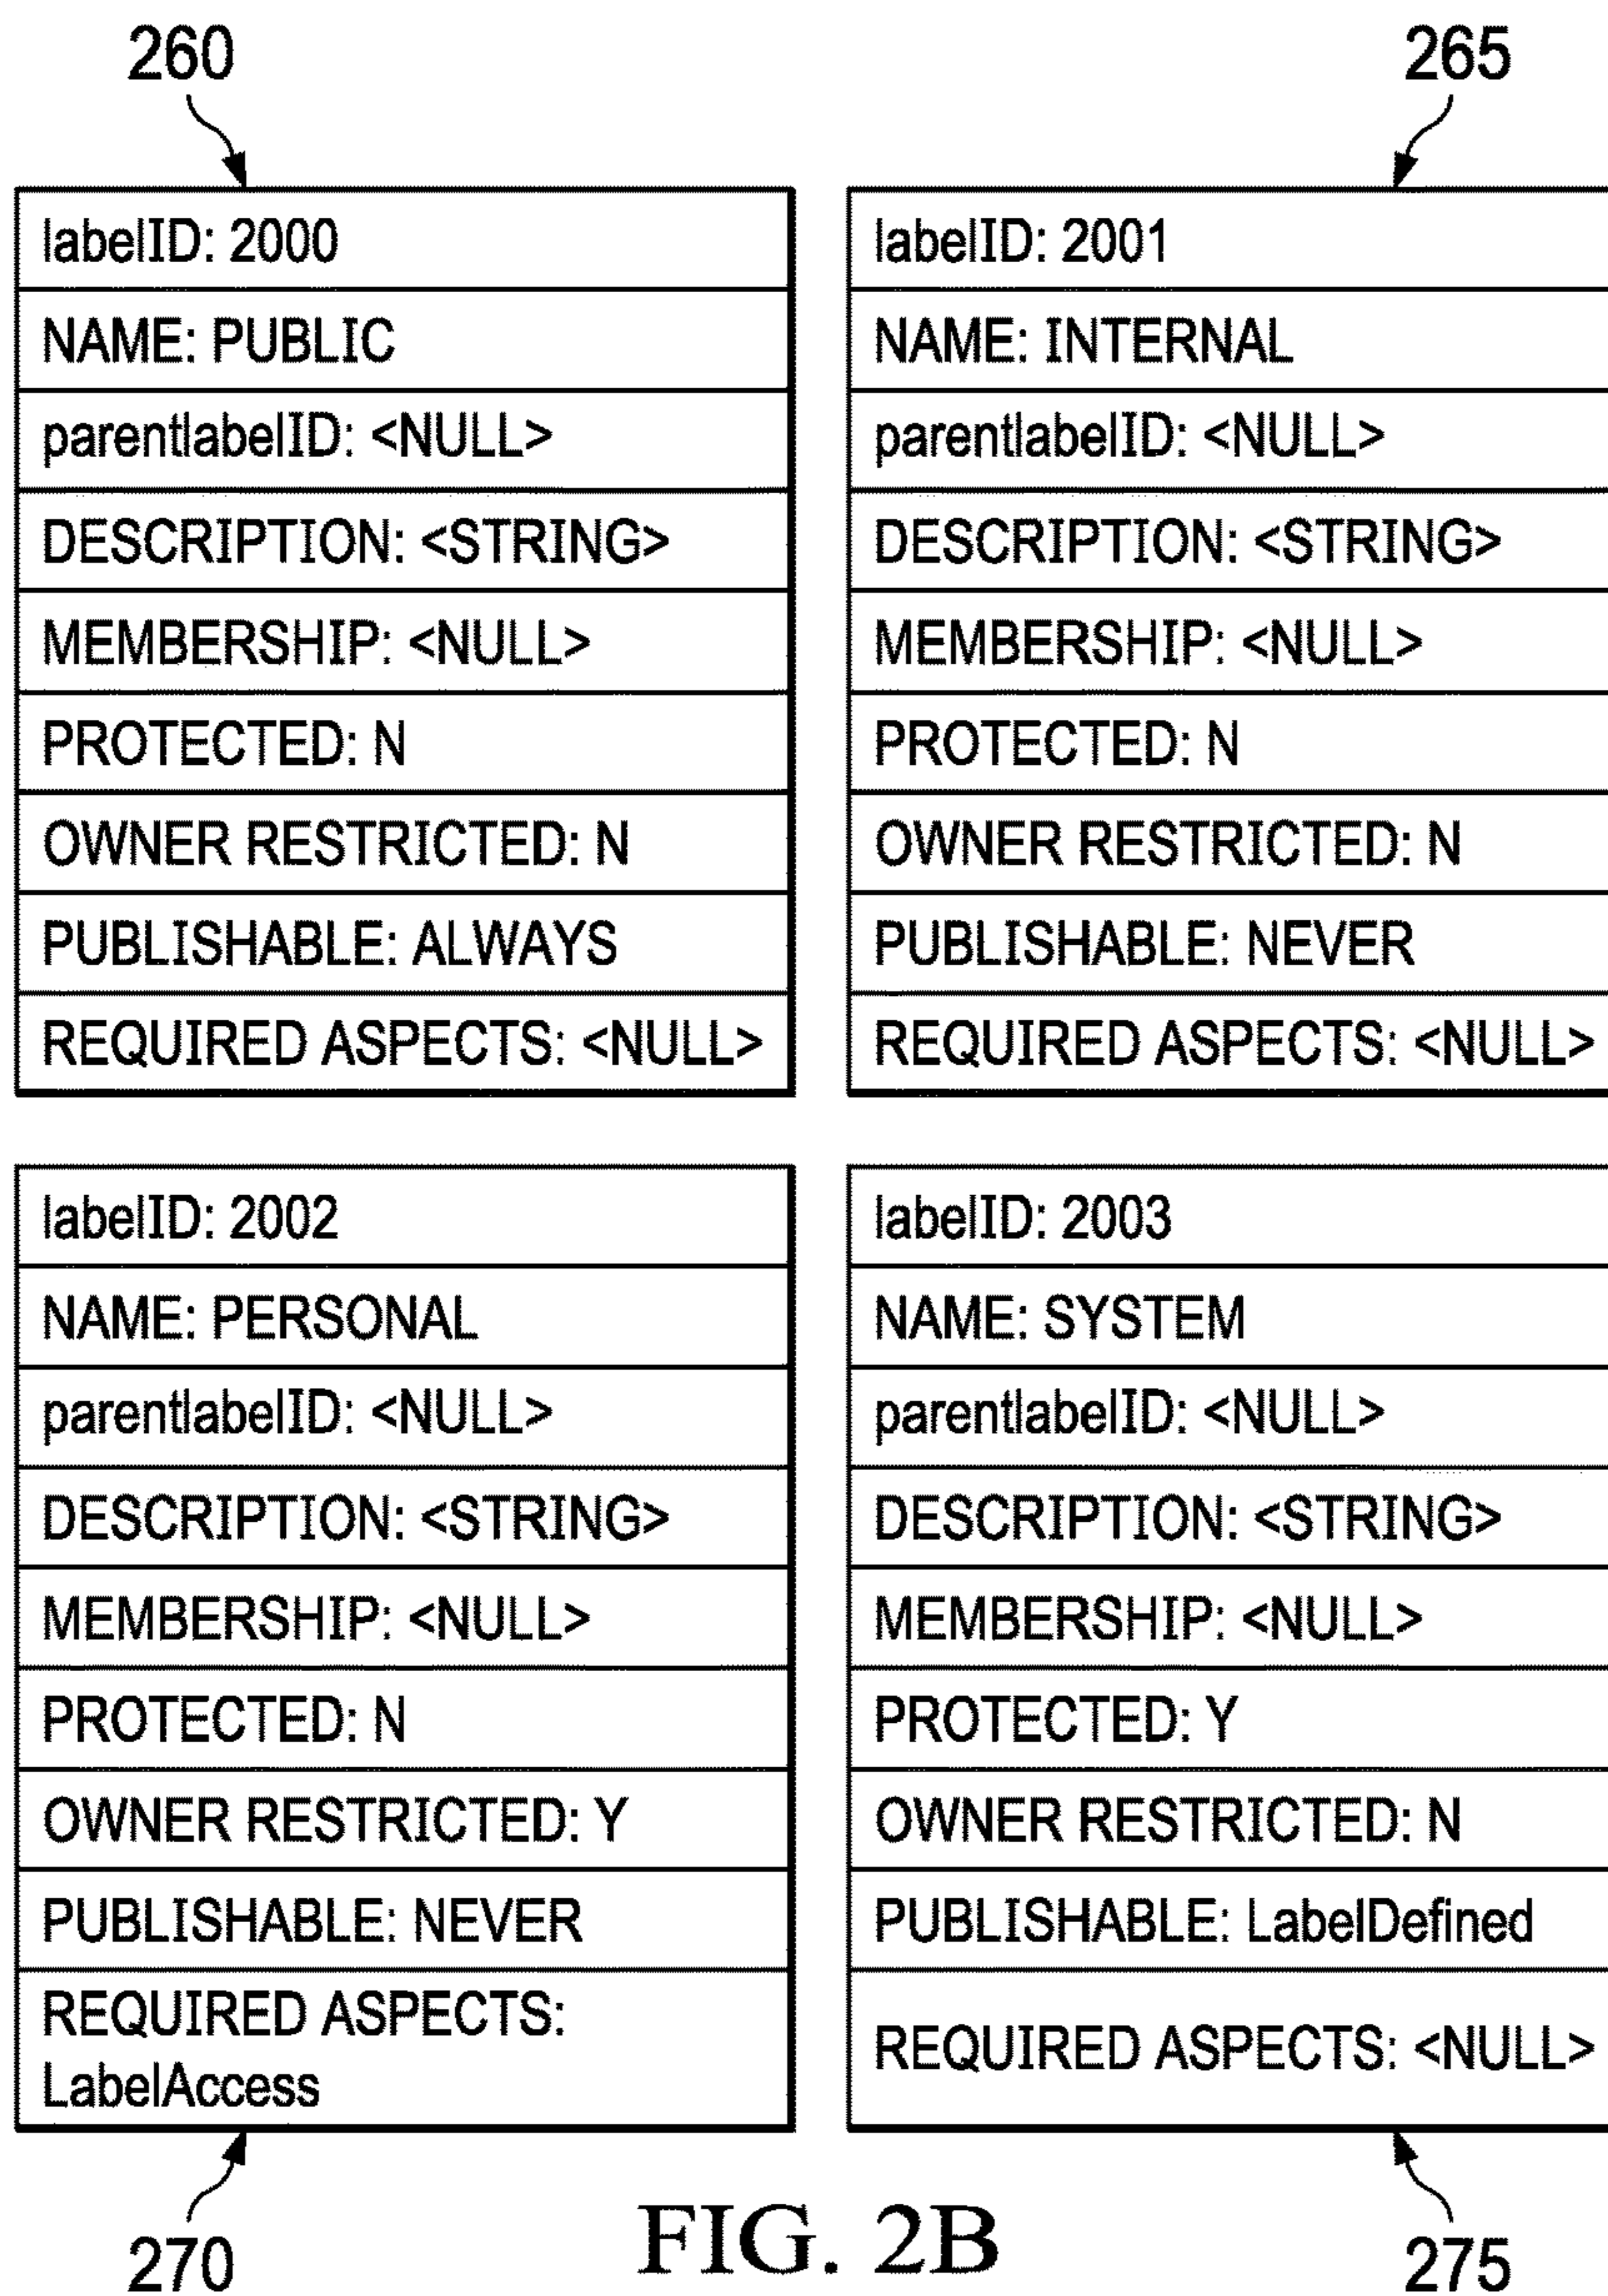 260
265
labelID: 2000
NAME: PUBLIC
parentlabelID: <NULL>
DESCRIPTION: <STRING>
MEMBERSHIP: <NULL>
PROTECTED: N
OWNER RESTRICTED: N
PUBLISHABLE: ALWAYS
REQUIRED ASPECTS: <NULL>
labelID: 2001
NAME: INTERNAL
parentlabelID: <NULL>
DESCRIPTION: <STRING>
MEMBERSHIP: <NULL>
PROTECTED: N
OWNER RESTRICTED: N
PUBLISHABLE: NEVER
REQUIRED ASPECTS: <NULL>
labelID: 2002
NAME: PERSONAL
parentlabelID: <NULL>
DESCRIPTION: <STRING>
MEMBERSHIP: <NULL>
PROTECTED: N
OWNER RESTRICTED: Y
PUBLISHABLE: NEVER
REQUIRED ASPECTS:
LabelAccess
labelID: 2003
NAME: SYSTEM
parentlabelID: <NULL>
DESCRIPTION: <STRING>
MEMBERSHIP: <NULL>
PROTECTED: Y
OWNER RESTRICTED: N
PUBLISHABLE: LabelDefined
REQUIRED ASPECTS: <NULL>
270
FIG. 2B
275